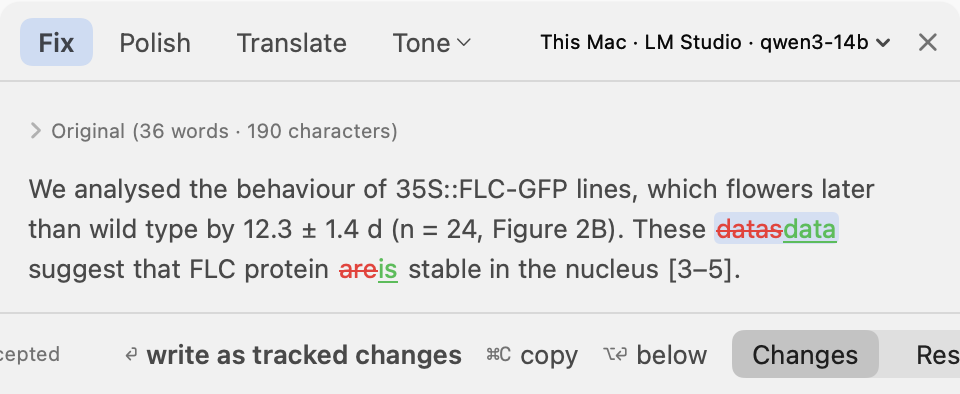 Fix Polish Translate Tone This Mac · LM Studio · qwen3-14b
Original (36 words · 190 characters)
We analysed the behaviour of 35S::FLC-GFP lines, which flowers later
than wild type by 12.3 ± 1.4 d (n = 24, Figure 2B). These datasdata
suggest that FLC protein areis stable in the nucleus [3–5].
cepted ⏎ write as tracked changes ⌘C copy ⌥⏎ below Changes Res